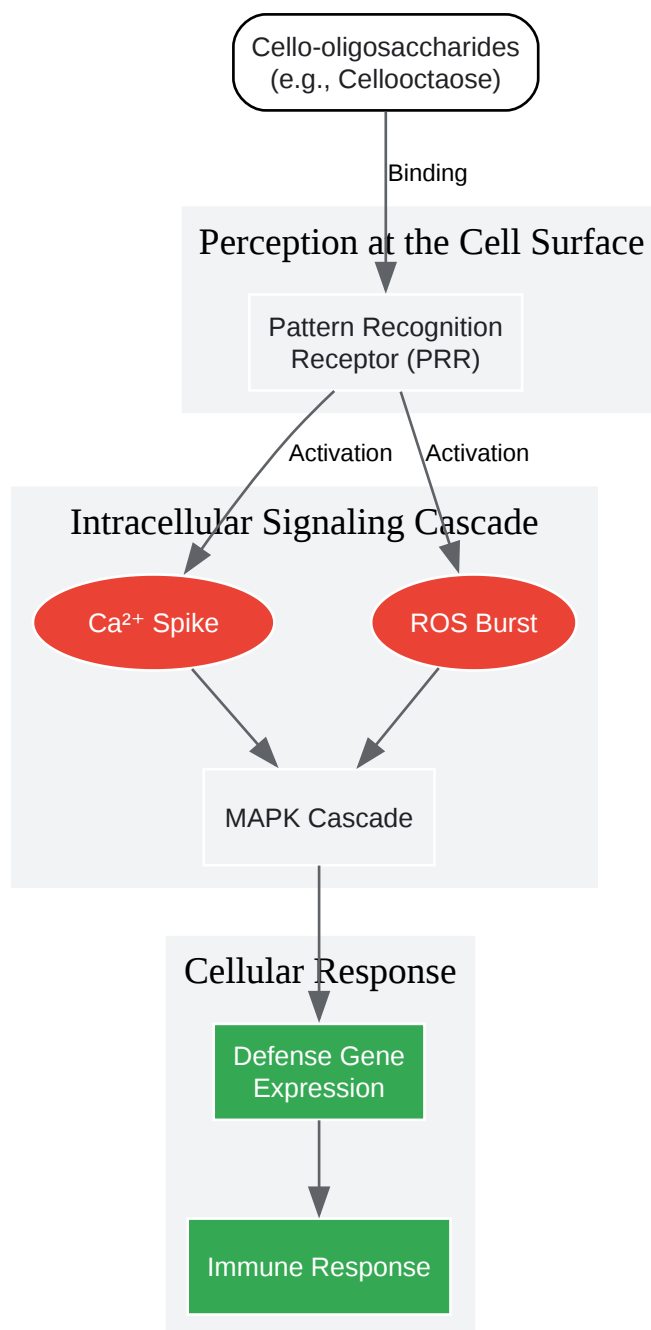 Cello-oligosaccharides
(e.g., Cellooctaose)
Binding
Perception at the Cell Surface
Pattern Recognition
Receptor (PRR)
Activation
Activation
Intracellular Signaling Cascade
Ca²⁺ Spike
ROS Burst
MAPK Cascade
Cellular Response
Defense Gene
Expression
Immune Response